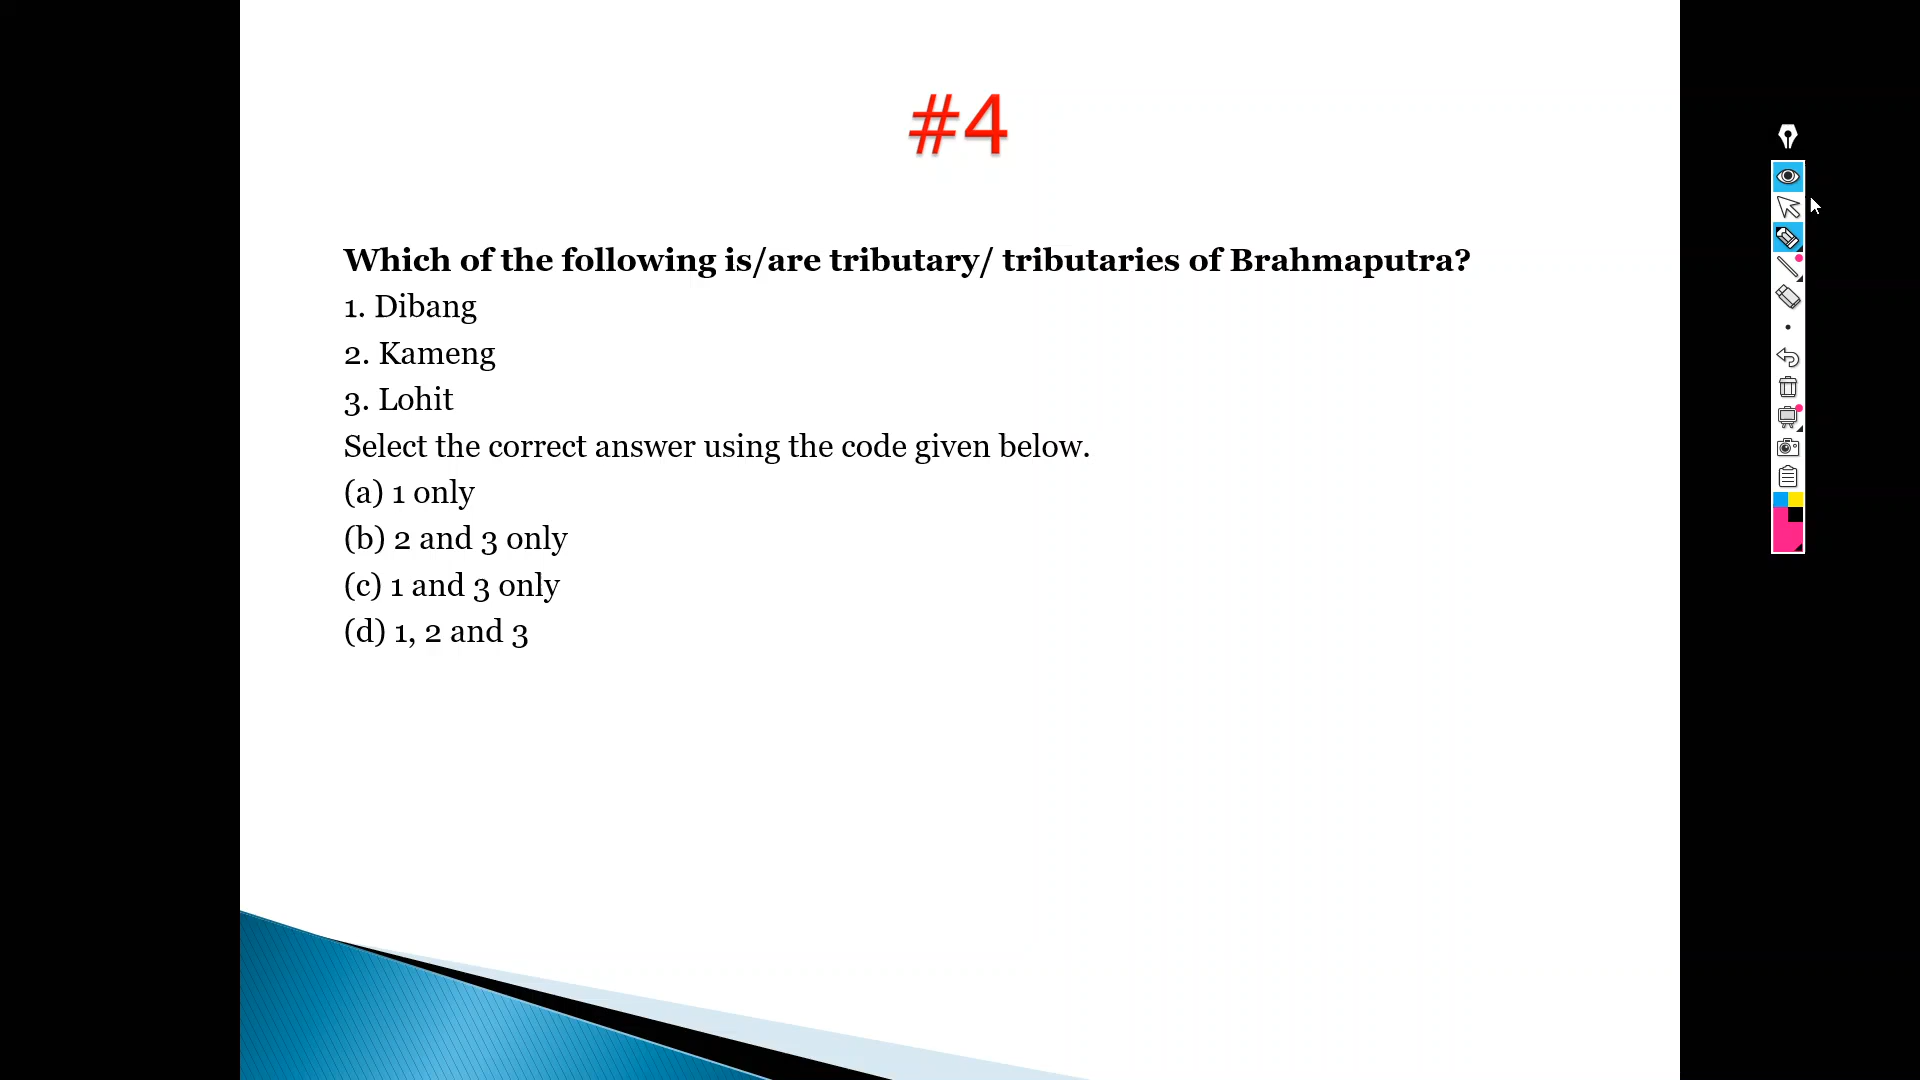 #4
Which of the following is/are tributary/ tributaries of Brahmaputra?
1. Dibang
2. Kameng
3. Lohit
Select the correct answer using the code given below.
(a) 1 only
(b) 2 and 3 only
(c) 1 and 3 only
(d) 1, 2 and 3